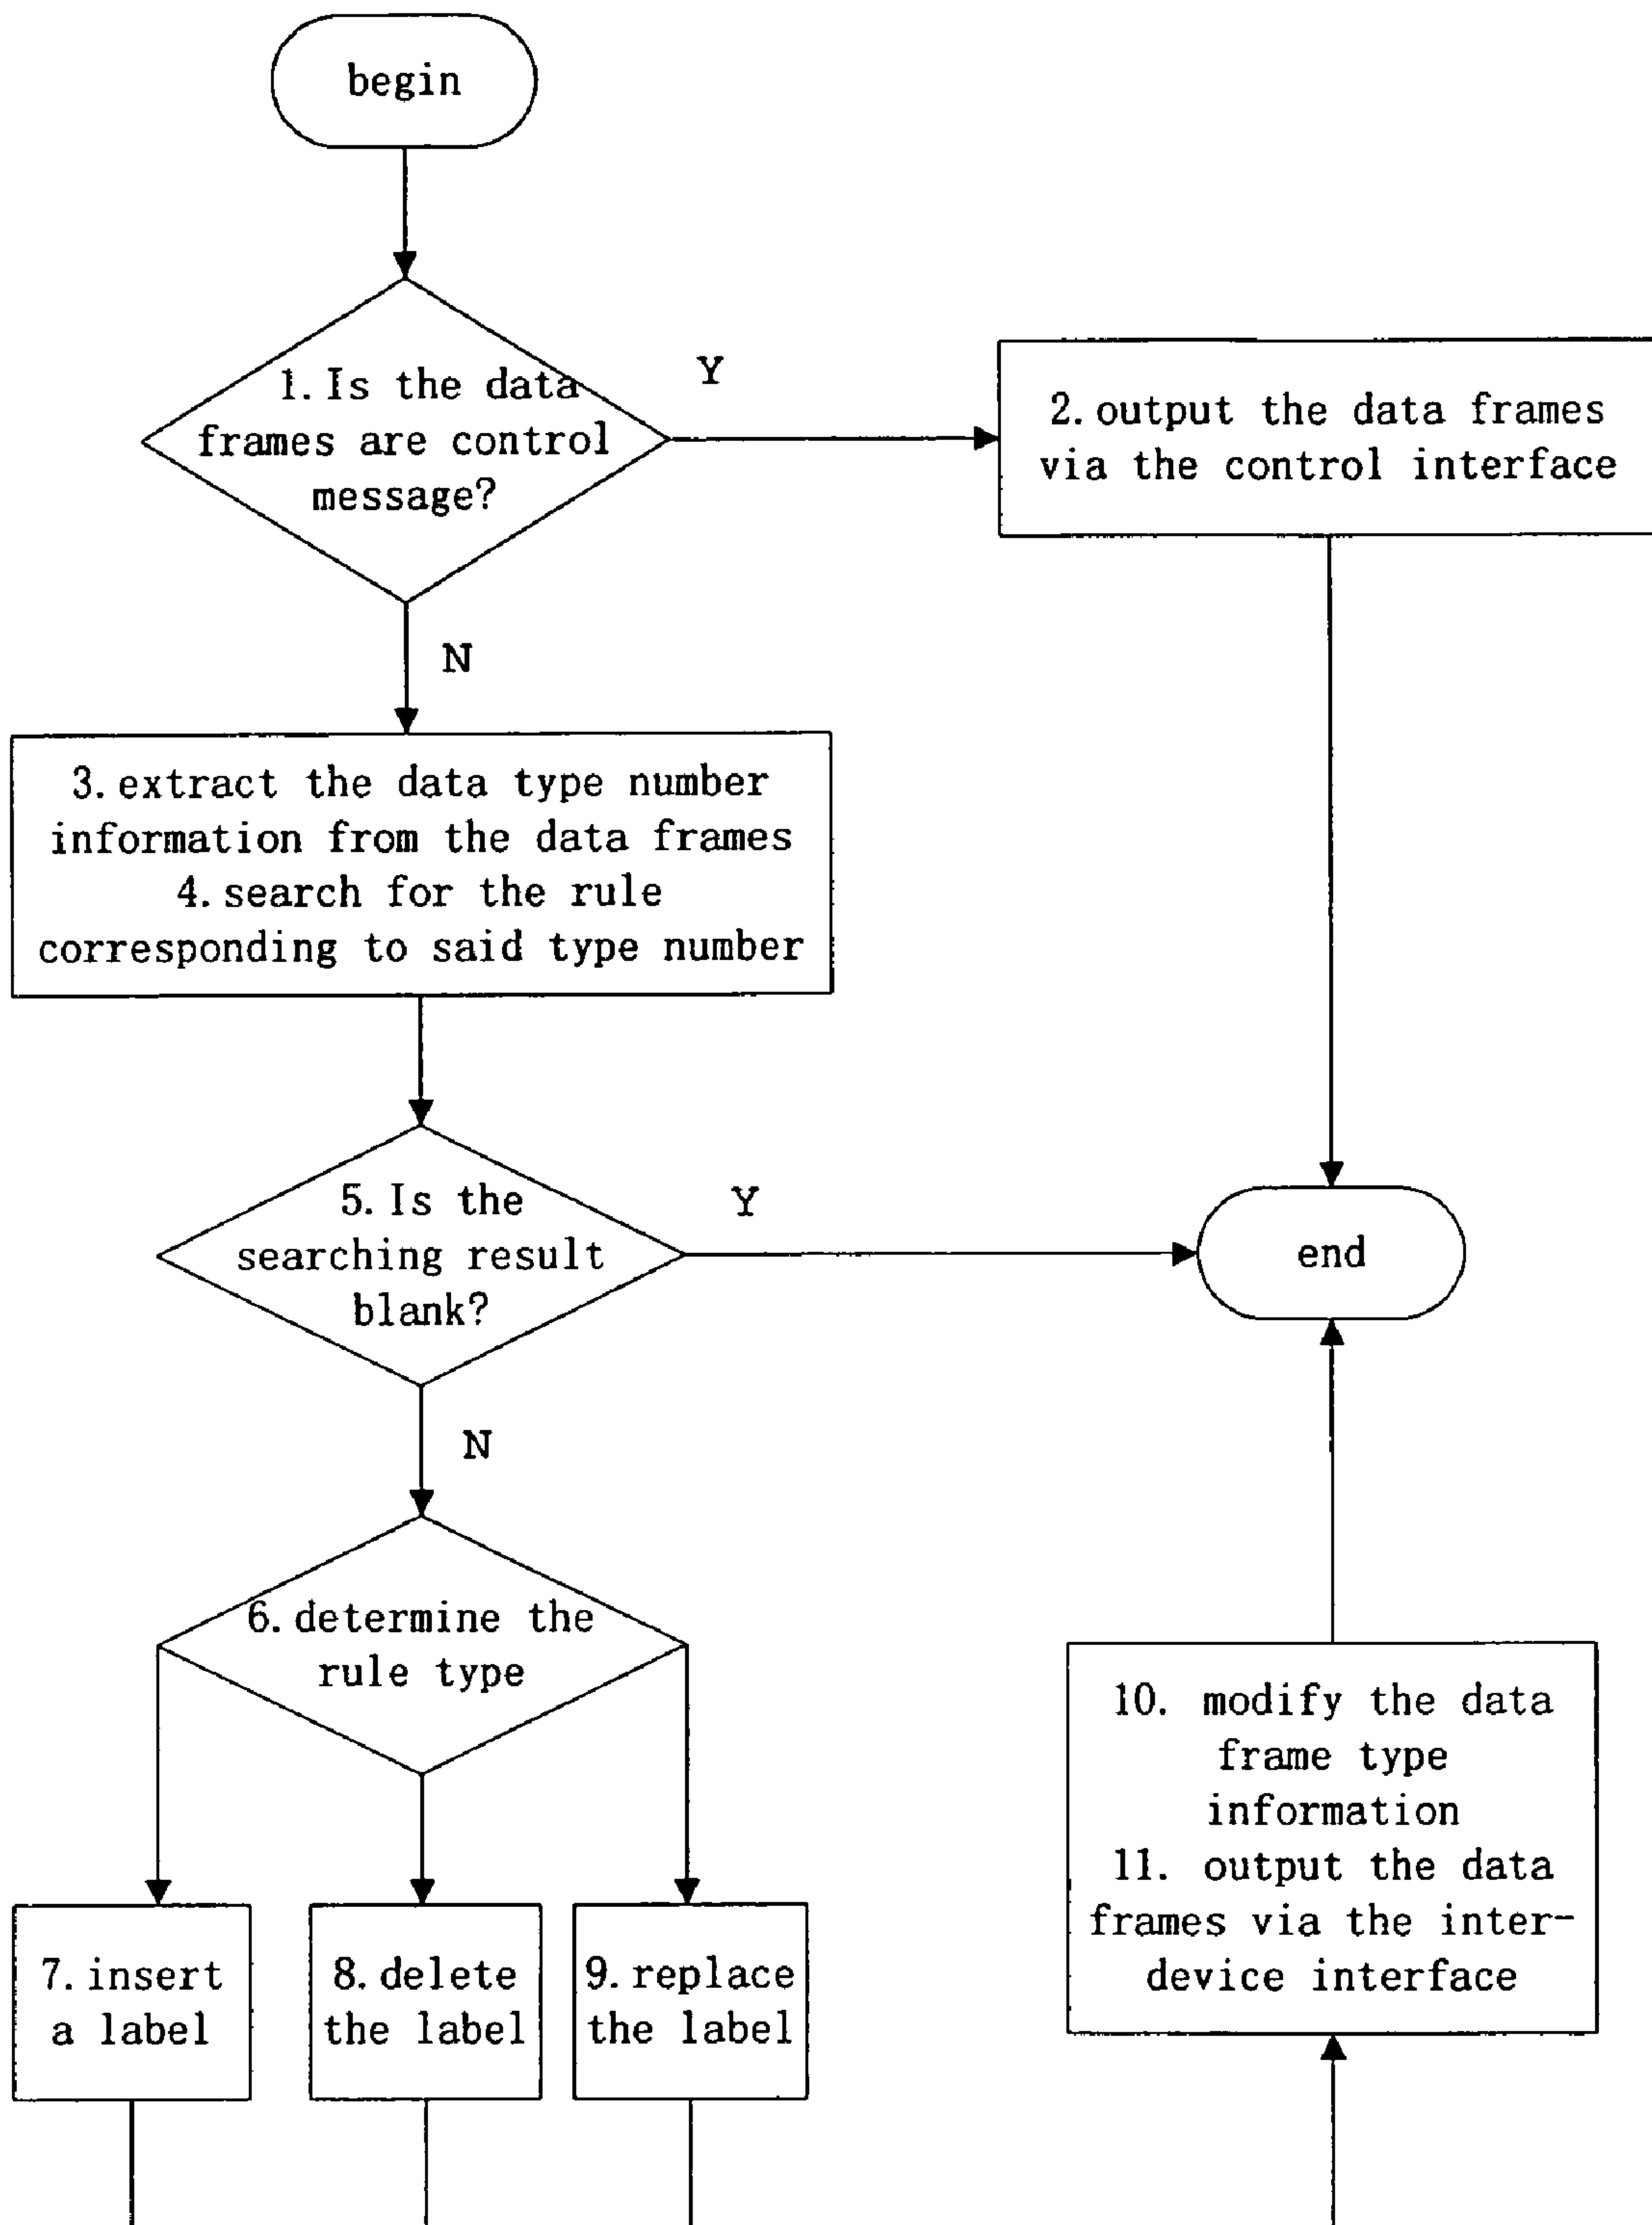 begin
1. Is the data
frames are control
message?
Y
2. output the data frames
via the control interface
N
3. extract the data type number
information from the data frames
4. search for the rule
corresponding to said type number
5. Is the
searching result
blank?
Y
end
N
6. determine the
rule type
7. insert
a label
8. delete
the label
9. replace
the label
10. modify the data
frame type
information
11. output the data
frames via the inter-
device interface